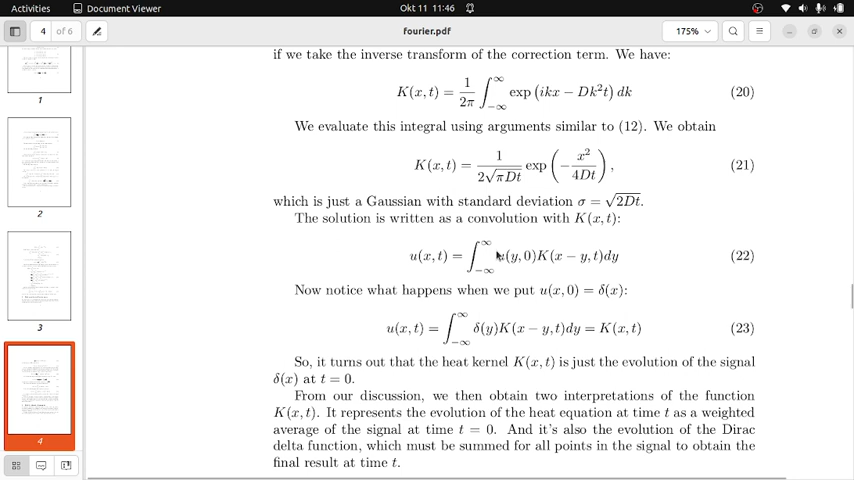 Activities
Document Viewer
Okt 11 11:46
4 of 6
fourier.pdf
175%
1
2
3
4
if we take the inverse transform of the correction term. We have:
K(x, t) = 1/2π ∫_{−∞}^{∞} exp (ikx − Dk²t) dk (20)
We evaluate this integral using arguments similar to (12). We obtain
K(x, t) = 1/2√πDt exp (−x²/4Dt), (21)
which is just a Gaussian with standard deviation σ = √2Dt.
The solution is written as a convolution with K(x, t):
u(x, t) = ∫_{−∞}^{∞} u(y, 0)K(x − y, t)dy (22)
Now notice what happens when we put u(x, 0) = δ(x):
u(x, t) = ∫_{−∞}^{∞} δ(y)K(x − y, t)dy = K(x, t) (23)
So, it turns out that the heat kernel K(x, t) is just the evolution of the signal
δ(x) at t = 0.
From our discussion, we then obtain two interpretations of the function
K(x, t). It represents the evolution of the heat equation at time t as a weighted
average of the signal at time t = 0. And it's also the evolution of the Dirac
delta function, which must be summed for all points in the signal to obtain the
final result at time t.